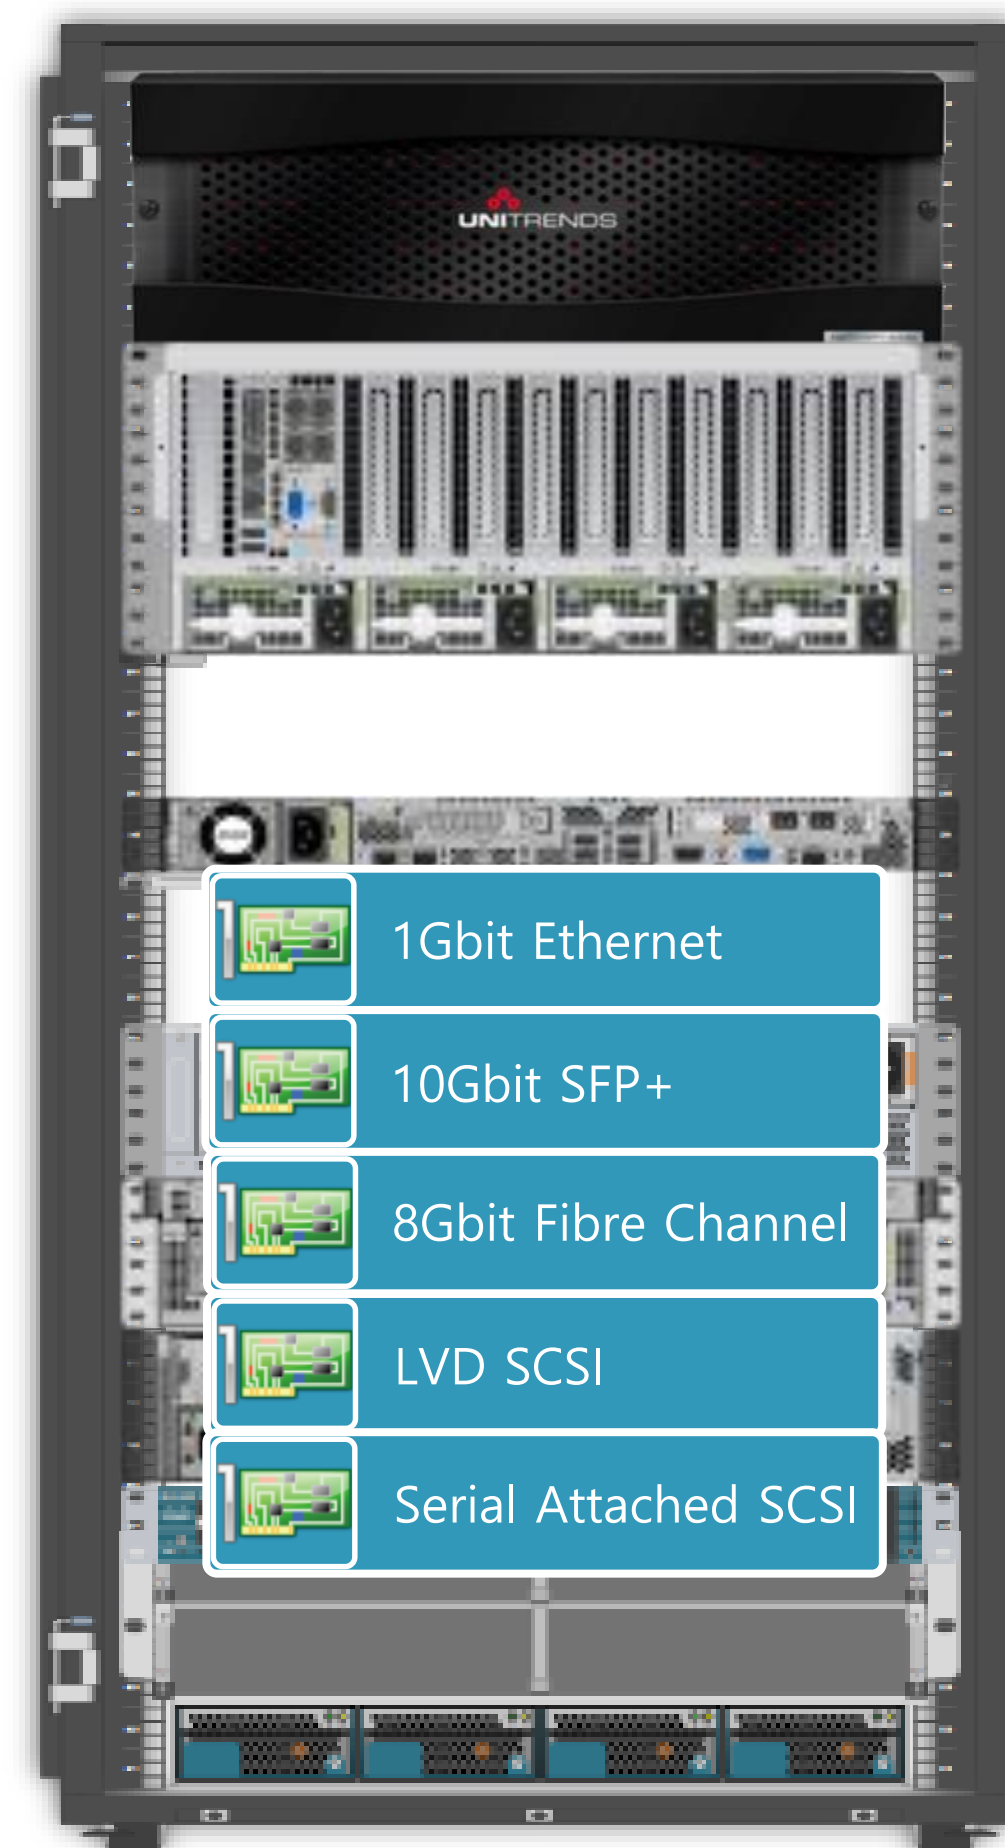 UNITRENDS
1Gbit Ethernet
10Gbit SFP+
8Gbit Fibre Channel
LVD SCSI
Serial Attached SCSI